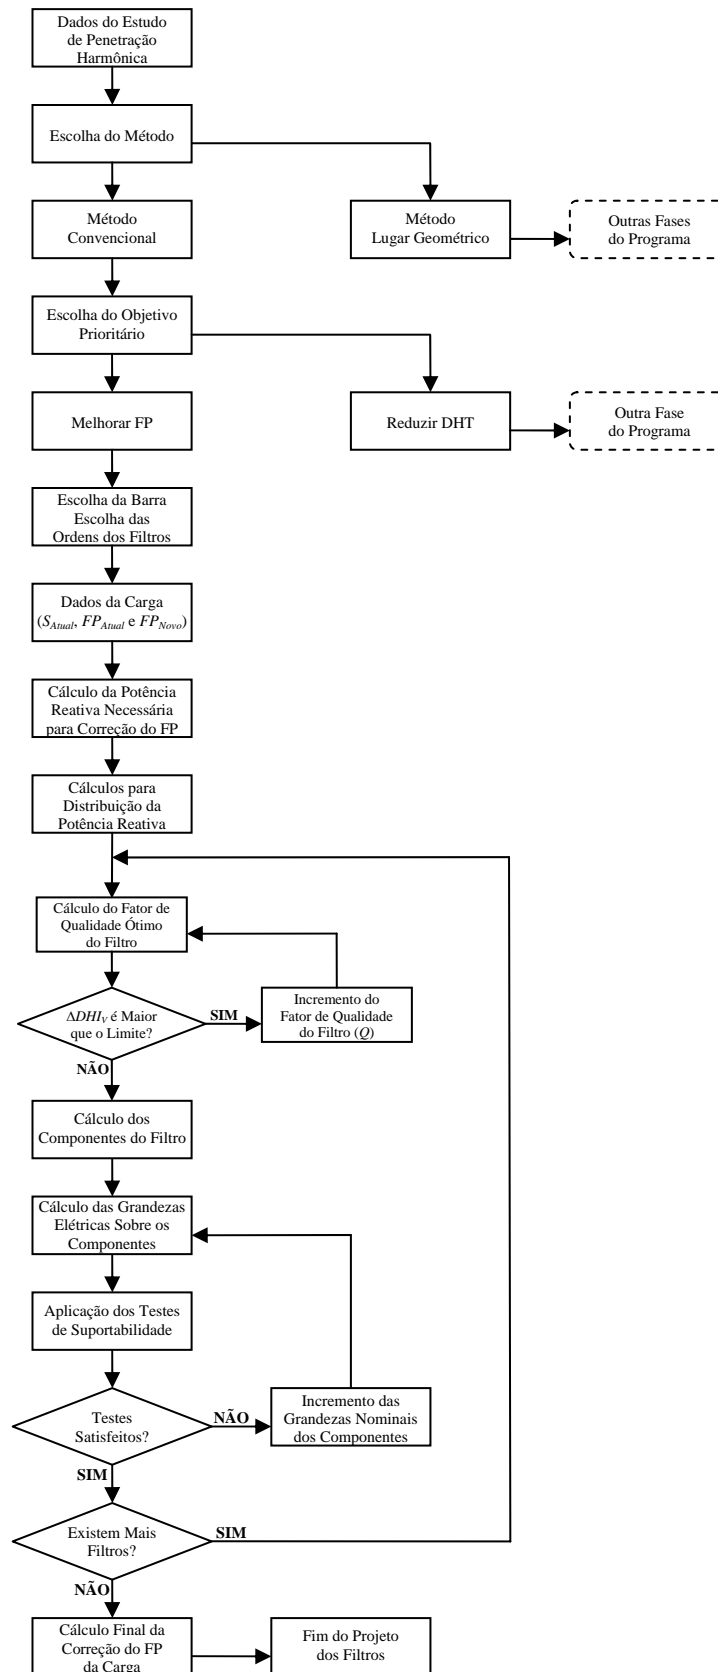 Dados do Estudo
de Penetração
Harmônica
Escolha do Método
Método
Convencional
Método
Lugar Geométrico
Outras Fases
do Programa
Escolha do Objetivo
Prioritário
Melhorar FP
Reduzir DHT
Outra Fase
do Programa
Escolha da Barra
Escolha das
Ordens dos Filtros
Dados da Carga
(S_Atual, FP_Atual e FP_Novo)
Cálculo da Potência
Reativa Necessária
para Correção do FP
Cálculos para
Distribuição da
Potência Reativa
Cálculo do Fator de
Qualidade Ótimo
do Filtro
ΔDHI_V é Maior
que o Limite?
SIM
Incremento do
Fator de Qualidade
do Filtro (Q)
NÃO
Cálculo dos
Componentes do Filtro
Cálculo das Grandezas
Elétricas Sobre os
Componentes
Aplicação dos Testes
de Suportabilidade
Testes
Satisfeitos?
NÃO
Incremento das
Grandezas Nominais
dos Componentes
SIM
Existem Mais
Filtros?
SIM
NÃO
Cálculo Final da
Correção do FP
da Carga
Fim do Projeto
dos Filtros